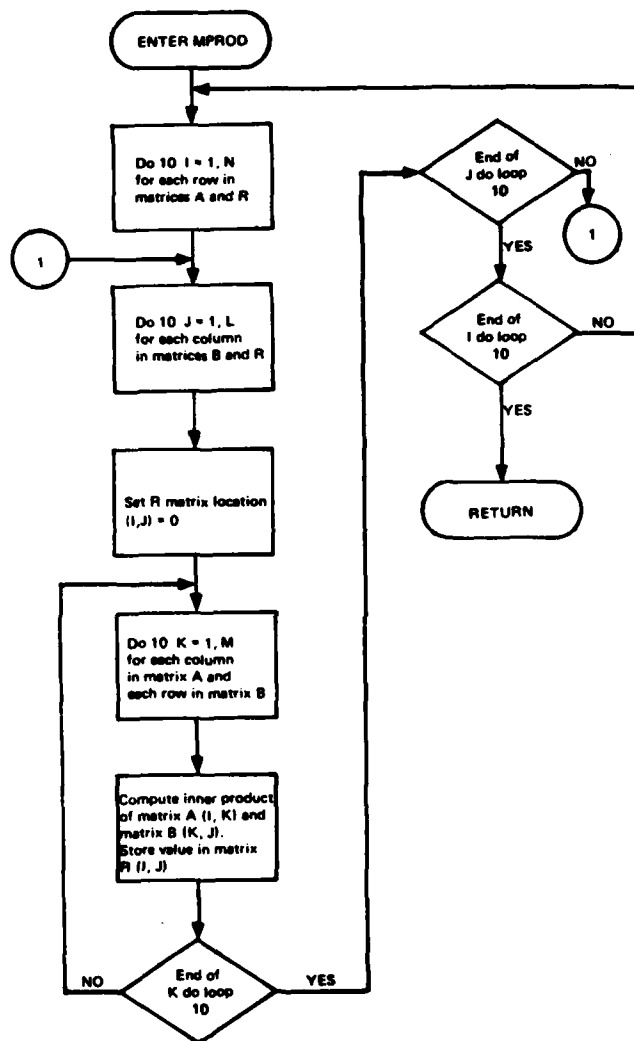 ENTER MPROD
Do 10 I = 1, N
for each row in
matrices A and R
1
Do 10 J = 1, L
for each column
in matrices B and R
Set R matrix location
(I,J) = 0
Do 10 K = 1, M
for each column
in matrix A and
each row in matrix B
Compute inner product
of matrix A (I, K) and
matrix B (K, J).
Store value in matrix
R (I, J)
NO
End of
K do loop
10
YES
End of
J do loop
10
NO
1
YES
End of
I do loop
10
NO
YES
RETURN